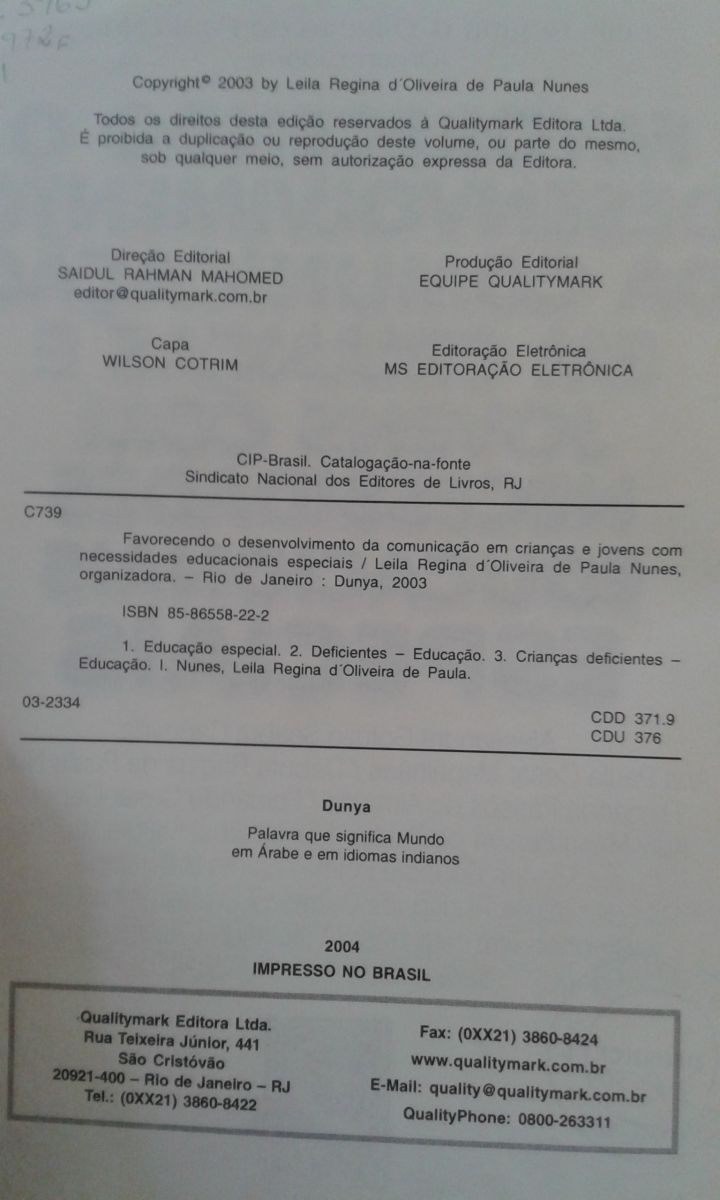 972F
Copyright© 2003 by Leila Regina d´Oliveira de Paula Nunes
Todos os direitos desta edição reservados à Qualitymark Editora Ltda.
É proibida a duplicação ou reprodução deste volume, ou parte do mesmo,
sob qualquer meio, sem autorização expressa da Editora.
Direção Editorial
SAIDUL RAHMAN MAHOMED
editor@qualitymark.com.br
Produção Editorial
EQUIPE QUALITYMARK
Capa
WILSON COTRIM
Editoração Eletrônica
MS EDITORAÇÃO ELETRÔNICA
CIP-Brasil. Catalogação-na-fonte
Sindicato Nacional dos Editores de Livros, RJ
C739
Favorecendo o desenvolvimento da comunicação em crianças e jovens com
necessidades educacionais especiais / Leila Regina d´Oliveira de Paula Nunes,
organizadora. – Rio de Janeiro : Dunya, 2003
ISBN 85-86558-22-2
1. Educação especial. 2. Deficientes – Educação. 3. Crianças deficientes –
Educação. I. Nunes, Leila Regina d´Oliveira de Paula.
03-2334
CDD 371.9
CDU 376
Dunya
Palavra que significa Mundo
em Árabe e em idiomas indianos
2004
IMPRESSO NO BRASIL
Qualitymark Editora Ltda.
Rua Teixeira Júnior, 441
São Cristóvão
20921-400 – Rio de Janeiro – RJ
Tel.: (0XX21) 3860-8422
Fax: (0XX21) 3860-8424
www.qualitymark.com.br
E-Mail: quality@qualitymark.com.br
QualityPhone: 0800-263311